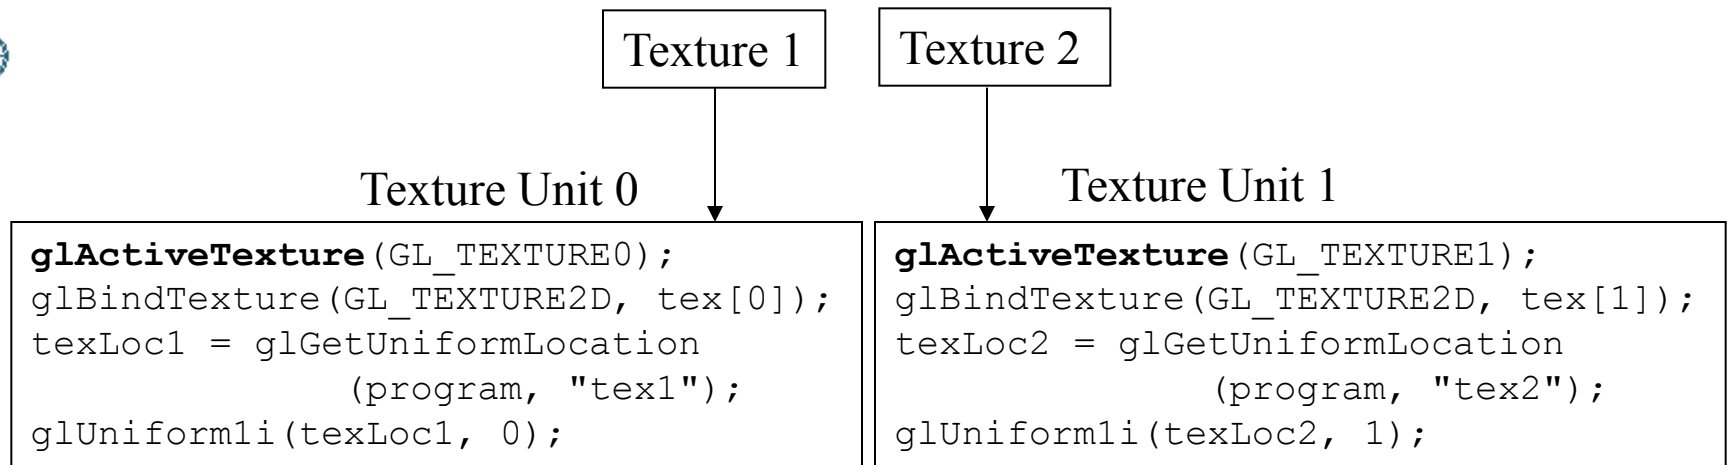 Texture 1
Texture 2
Texture Unit 0
Texture Unit 1
glActiveTexture(GL_TEXTURE0);
glBindTexture(GL_TEXTURE2D, tex[0]);
texLoc1 = glGetUniformLocation
(program, "tex1");
glUniform1i(texLoc1, 0);
glActiveTexture(GL_TEXTURE1);
glBindTexture(GL_TEXTURE2D, tex[1]);
texLoc2 = glGetUniformLocation
(program, "tex2");
glUniform1i(texLoc2, 1);